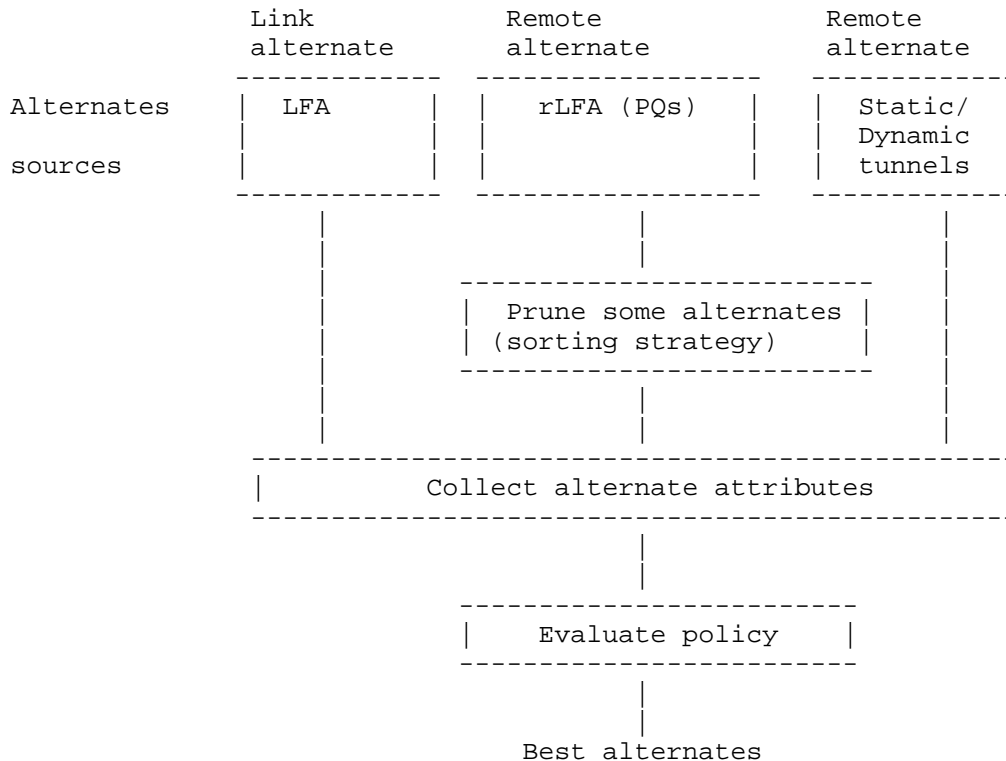 Link Remote Remote
alternate alternate alternate
Alternates LFA rLFA (PQs) Static/
Dynamic
sources tunnels
Prune some alternates
(sorting strategy)
Collect alternate attributes
Evaluate policy
Best alternates